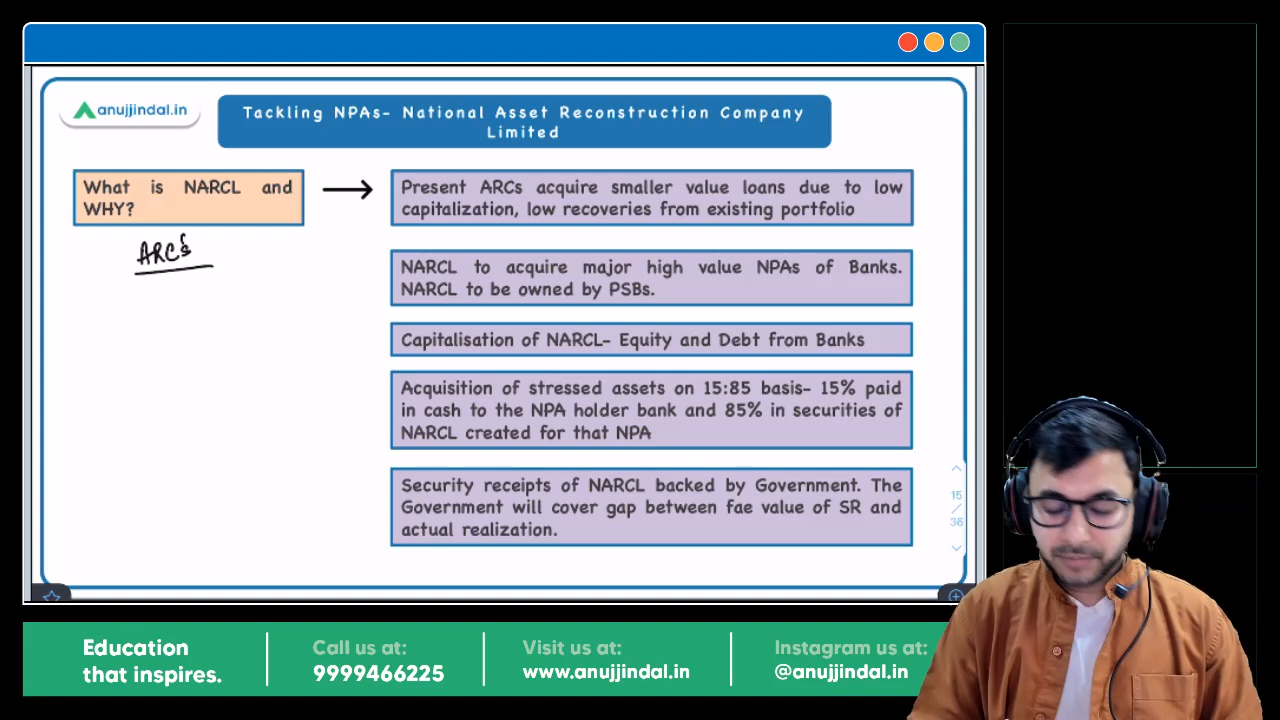 anujjindal.in
Tackling NPAs- National Asset Reconstruction Company
Limited
What is NARCL and
WHY?
ARCs
Present ARCs acquire smaller value loans due to low
capitalization, low recoveries from existing portfolio
NARCL to acquire major high value NPAs of Banks.
NARCL to be owned by PSBs.
Capitalisation of NARCL- Equity and Debt from Banks
Acquisition of stressed assets on 15:85 basis- 15% paid
in cash to the NPA holder bank and 85% in securities of
NARCL created for that NPA
Security receipts of NARCL backed by Government. The
Government will cover gap between fae value of SR and
actual realization.
15
/
36
Education
that inspires.
Call us at:
9999466225
Visit us at:
www.anujjindal.in
Instagram us at:
@anujjindal.in